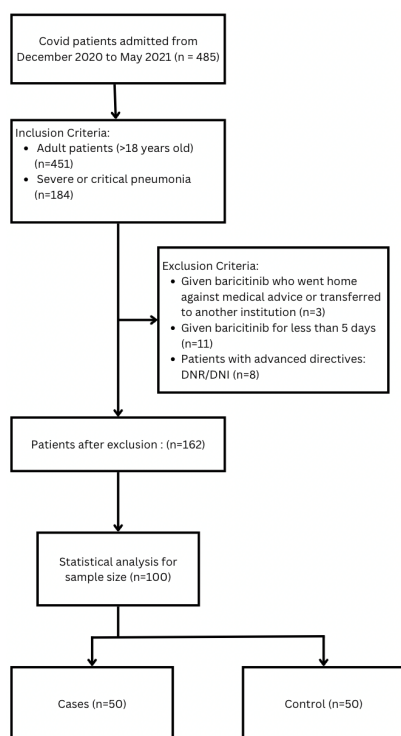 Covid patients admitted from
December 2020 to May 2021 (n = 485)
Inclusion Criteria:
• Adult patients (>18 years old)
(n=451)
• Severe or critical pneumonia
(n=184)
Exclusion Criteria:
• Given baricitinib who went home
against medical advice or transferred
to another institution (n=3)
• Given baricitinib for less than 5 days
(n=11)
• Patients with advanced directives:
DNR/DNI (n=8)
Patients after exclusion : (n=162)
Statistical analysis for
sample size (n=100)
Cases (n=50)
Control (n=50)